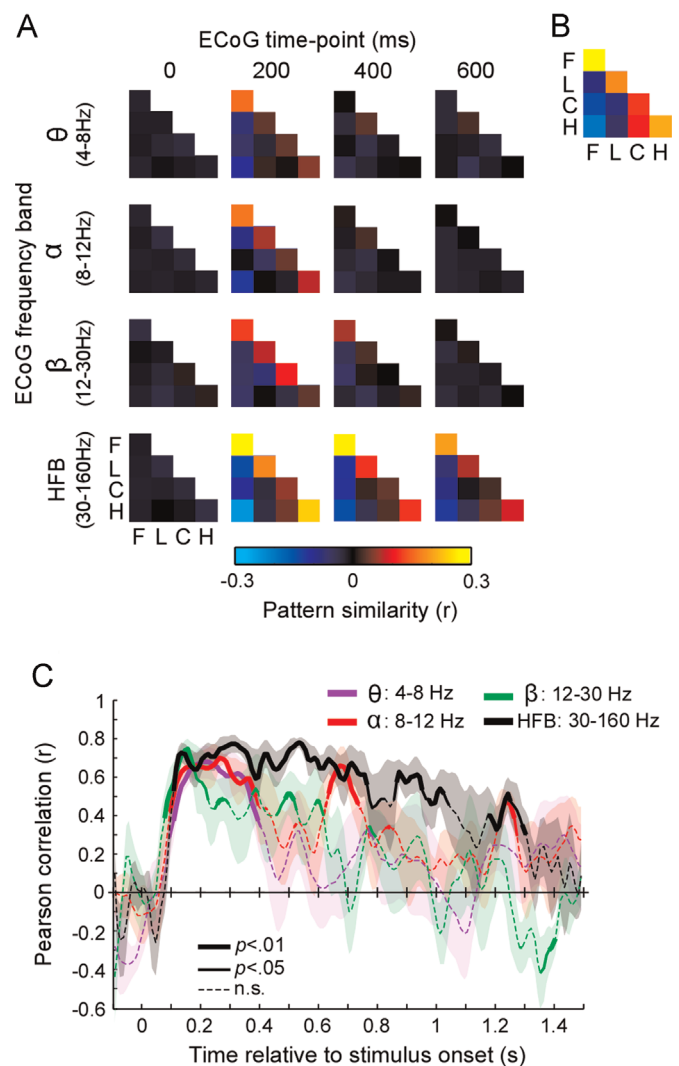 A
B
ECoG time-point (ms)
0 200 400 600
F
L
C
H
F L C H
ECoG frequency band
θ
(4-8Hz)
α
(8-12Hz)
β
(12-30Hz)
HFB
(30-160Hz)
F
L
C
H
F L C H
-0.3 0 0.3
Pattern similarity (r)
C
θ: 4-8 Hz β: 12-30 Hz
α: 8-12 Hz HFB: 30-160 Hz
Pearson correlation (r)
1
0.8
0.6
0.4
0.2
0
-0.2
-0.4
-0.6
p<.01
p<.05
n.s.
0 0.2 0.4 0.6 0.8 1 1.2 1.4
Time relative to stimulus onset (s)